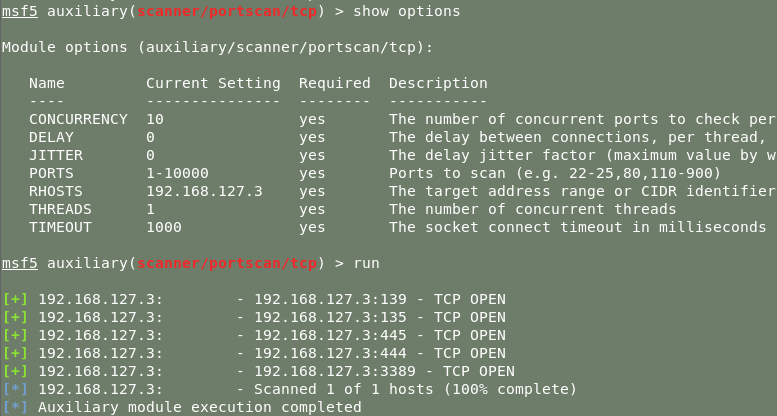 msf5 auxiliary(scanner/portscan/tcp) > show options
Module options (auxiliary/scanner/portscan/tcp):
Name Current Setting Required Description
---- --------------- -------- -----------
CONCURRENCY 10 yes The number of concurrent ports to check per
DELAY 0 yes The delay between connections, per thread,
JITTER 0 yes The delay jitter factor (maximum value by w
PORTS 1-10000 yes Ports to scan (e.g. 22-25,80,110-900)
RHOSTS 192.168.127.3 yes The target address range or CIDR identifier
THREADS 1 yes The number of concurrent threads
TIMEOUT 1000 yes The socket connect timeout in milliseconds
msf5 auxiliary(scanner/portscan/tcp) > run
[+] 192.168.127.3: - 192.168.127.3:139 - TCP OPEN
[+] 192.168.127.3: - 192.168.127.3:135 - TCP OPEN
[+] 192.168.127.3: - 192.168.127.3:445 - TCP OPEN
[+] 192.168.127.3: - 192.168.127.3:444 - TCP OPEN
[+] 192.168.127.3: - 192.168.127.3:3389 - TCP OPEN
[*] 192.168.127.3: - Scanned 1 of 1 hosts (100% complete)
[*] Auxiliary module execution completed